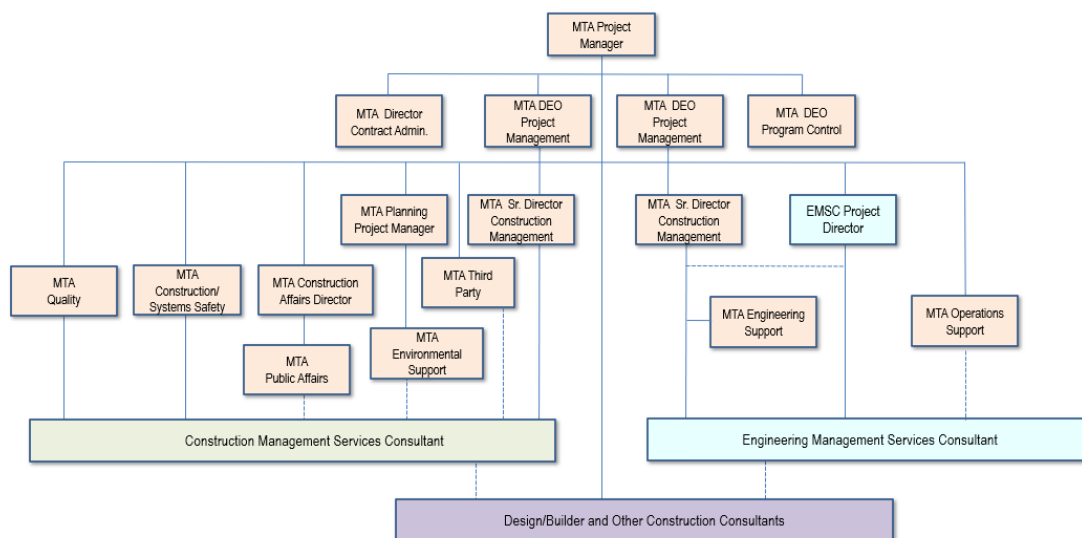 MTA Project
Manager
MTA Director
Contract Admin.
MTA DEO
Project
Management
MTA DEO
Project
Management
MTA DEO
Program Control
MTA Planning
Project Manager
MTA Sr. Director
Construction
Management
MTA Sr. Director
Construction
Management
EMSC Project
Director
MTA
Quality
MTA
Construction/
Systems Safety
MTA Construction
Affairs Director
MTA Third
Party
MTA Engineering
Support
MTA Operations
Support
MTA
Public Affairs
MTA
Environmental
Support
Construction Management Services Consultant
Engineering Management Services Consultant
Design/Builder and Other Construction Consultants